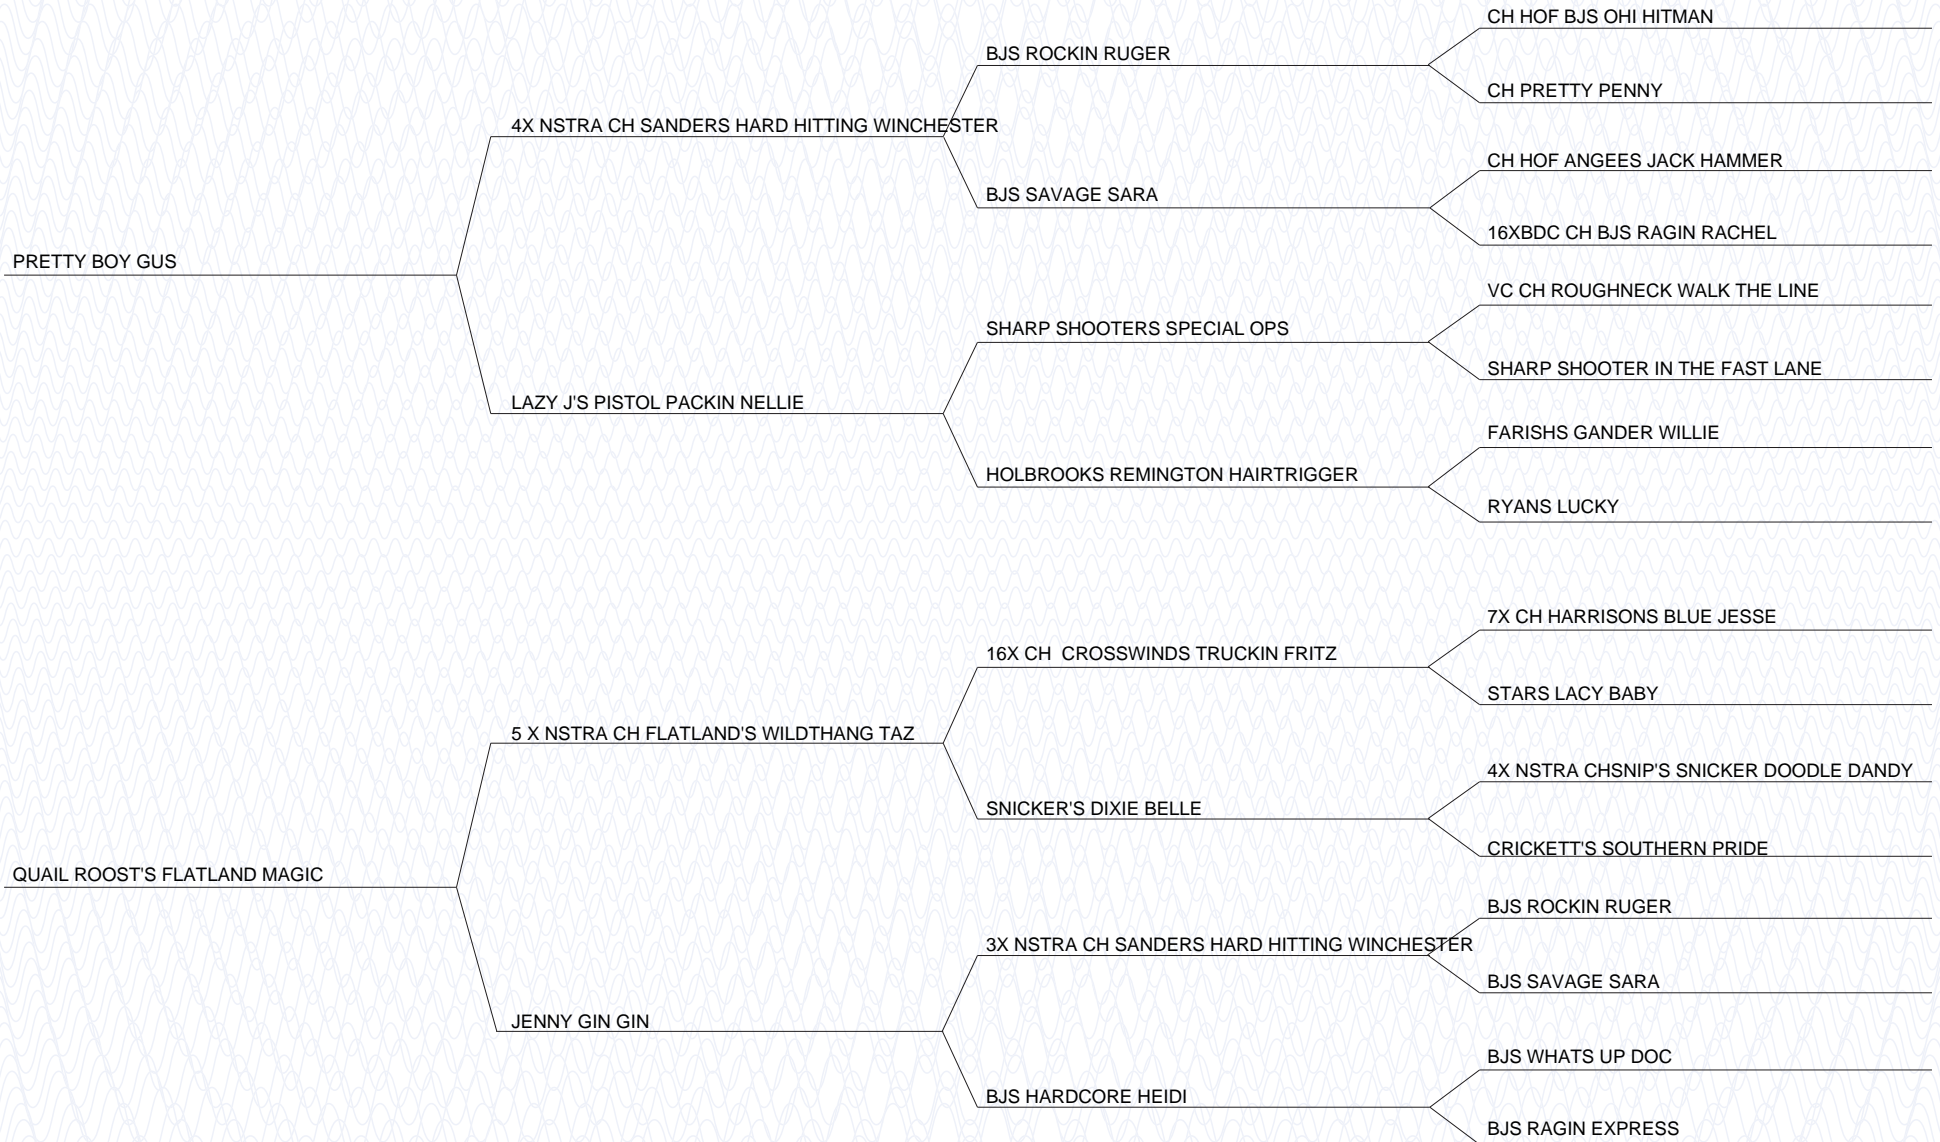 CH HOF BJS OHI HITMAN
BJS ROCKIN RUGER
CH PRETTY PENNY
4X NSTRA CH SANDERS HARD HITTING WINCHESTER
CH HOF ANGEES JACK HAMMER
BJS SAVAGE SARA
16XBDC CH BJS RAGIN RACHEL
PRETTY BOY GUS
VC CH ROUGHNECK WALK THE LINE
SHARP SHOOTERS SPECIAL OPS
SHARP SHOOTER IN THE FAST LANE
LAZY J'S PISTOL PACKIN NELLIE
FARISHS GANDER WILLIE
HOLBROOKS REMINGTON HAIRTRIGGER
RYANS LUCKY
7X CH HARRISONS BLUE JESSE
16X CH  CROSSWINDS TRUCKIN FRITZ
STARS LACY BABY
5 X NSTRA CH FLATLAND'S WILDTHANG TAZ
4X NSTRA CHSNIP'S SNICKER DOODLE DANDY
SNICKER'S DIXIE BELLE
CRICKETT'S SOUTHERN PRIDE
QUAIL ROOST'S FLATLAND MAGIC
BJS ROCKIN RUGER
3X NSTRA CH SANDERS HARD HITTING WINCHESTER
BJS SAVAGE SARA
JENNY GIN GIN
BJS WHATS UP DOC
BJS HARDCORE HEIDI
BJS RAGIN EXPRESS